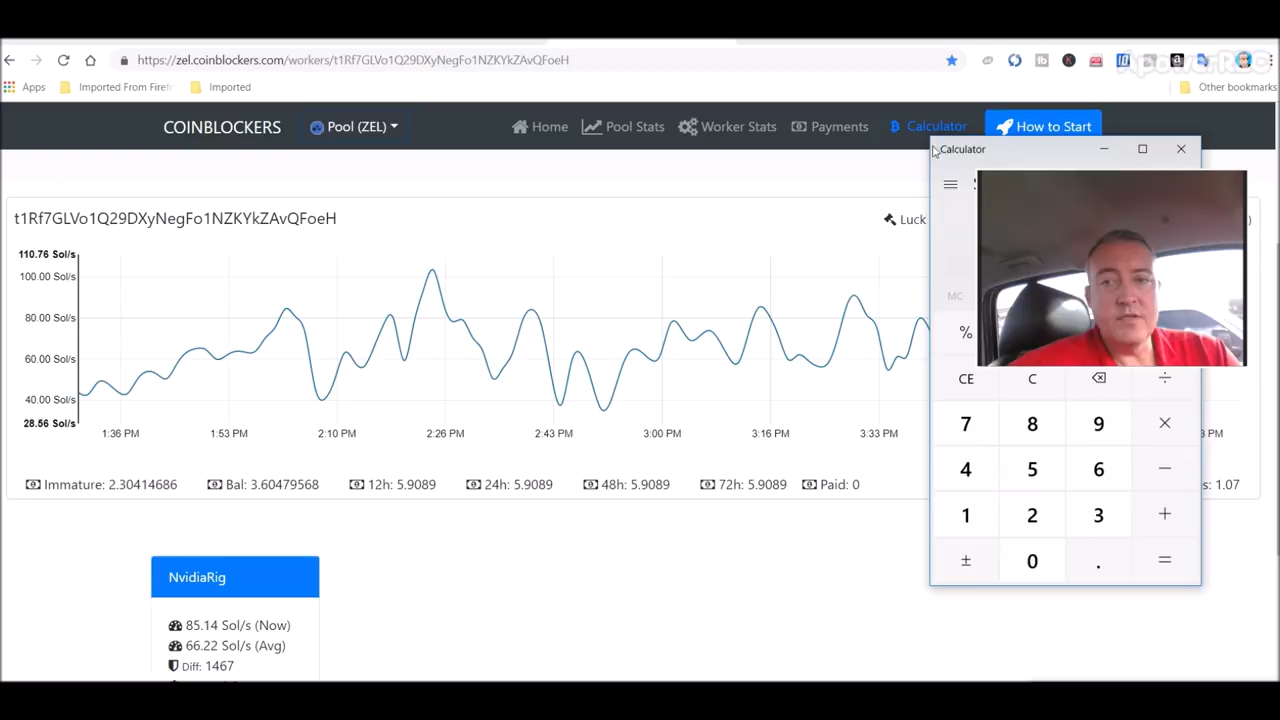 https://zel.coinblockers.com/workers/t1Rf7GLVo1Q29DXyNegFo1NZKYkZAvQFoeH
ApowerREC
Apps Imported From Firef Imported Other bookmarks
COINBLOCKERS Pool (ZEL) Home Pool Stats Worker Stats Payments Calculator How to Start
Calculator
t1Rf7GLVo1Q29DXyNegFo1NZKYkZAvQFoeH Luck
110.76 Sol/s
100.00 Sol/s
80.00 Sol/s
60.00 Sol/s
40.00 Sol/s
28.56 Sol/s
1:36 PM 1:53 PM 2:10 PM 2:26 PM 2:43 PM 3:00 PM 3:16 PM 3:33 PM PM
Immature: 2.30414686 Bal: 3.60479568 12h: 5.9089 24h: 5.9089 48h: 5.9089 72h: 5.9089 Paid: 0 s: 1.07
MC
%
CE C ÷
7 8 9 ×
4 5 6 −
1 2 3 +
± 0 . =
NvidiaRig
85.14 Sol/s (Now)
66.22 Sol/s (Avg)
Diff: 1467